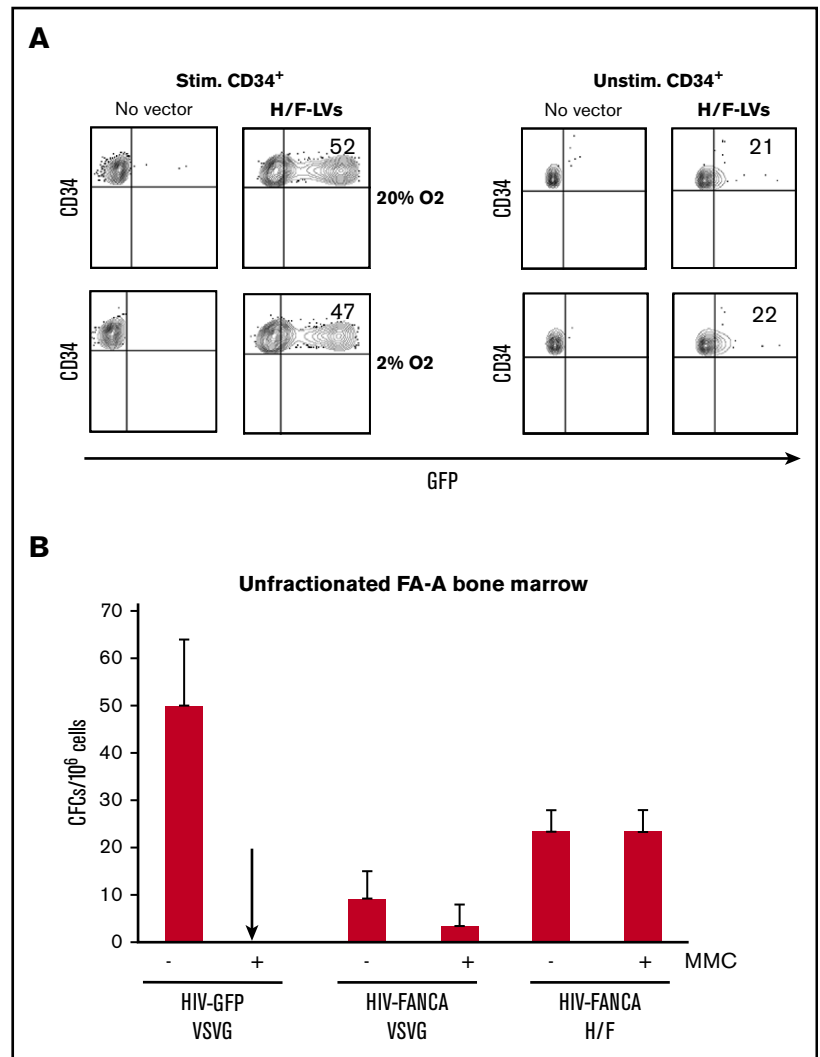 A
Stim. CD34+
Unstim. CD34+
No vector
H/F-LVs
No vector
H/F-LVs
CD34
52
20% O2
CD34
21
CD34
47
2% O2
CD34
22
GFP
B
Unfractionated FA-A bone marrow
CFCs/10⁶ cells
70
60
50
40
30
20
10
0
- + - + - + MMC
HIV-GFP
VSVG
HIV-FANCA
VSVG
HIV-FANCA
H/F